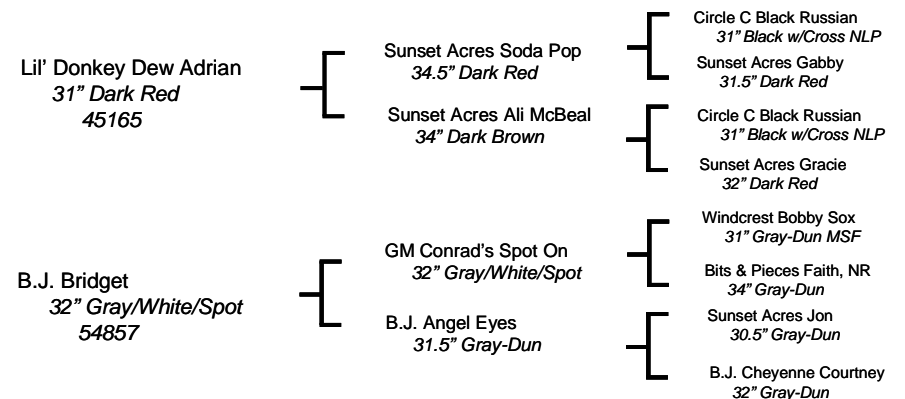 Lil’ Donkey Dew Adrian
31” Dark Red
45165
Sunset Acres Soda Pop
34.5” Dark Red
Sunset Acres Ali McBeal
34” Dark Brown
Circle C Black Russian
31” Black w/Cross NLP
Sunset Acres Gabby
31.5” Dark Red
Circle C Black Russian
31” Black w/Cross NLP
Sunset Acres Gracie
32” Dark Red
B.J. Bridget
32” Gray/White/Spot
54857
GM Conrad’s Spot On
32” Gray/White/Spot
B.J. Angel Eyes
31.5” Gray-Dun
Windcrest Bobby Sox
31” Gray-Dun MSF
Bits & Pieces Faith, NR
34” Gray-Dun
Sunset Acres Jon
30.5” Gray-Dun
B.J. Cheyenne Courtney
32” Gray-Dun